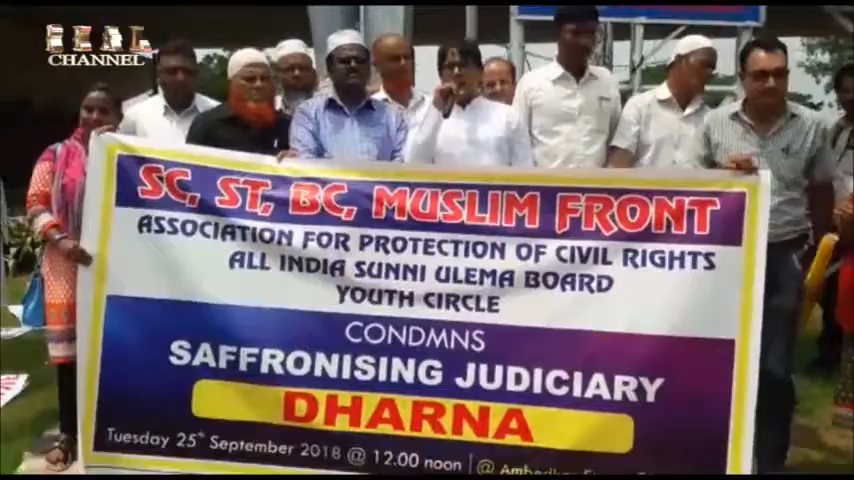 REAL
CHANNEL
SC, ST, BC, MUSLIM FRONT
ASSOCIATION FOR PROTECTION OF CIVIL RIGHTS
ALL INDIA SUNNI ULEMA BOARD
YOUTH CIRCLE
CONDMNS
SAFFRONISING JUDICIARY
DHARNA
Tuesday 25th September 2018 @ 12.00 noon @